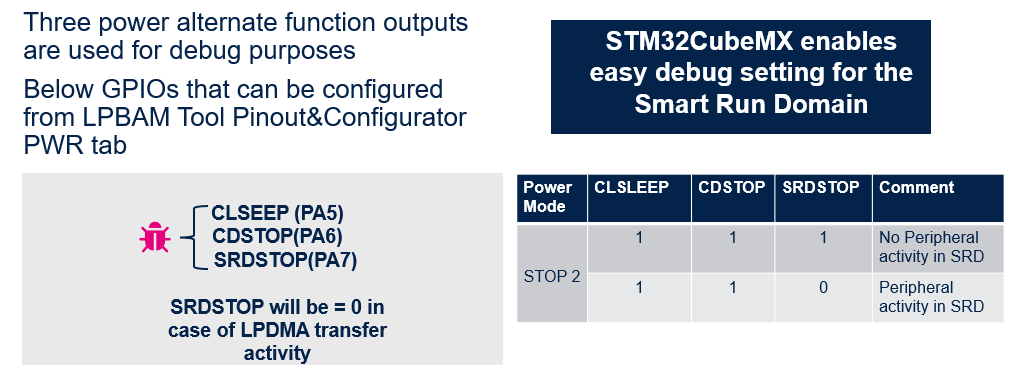 Three power alternate function outputs
are used for debug purposes
Below GPIOs that can be configured
from LPBAM Tool Pinout&Configurator
PWR tab
STM32CubeMX enables
easy debug setting for the
Smart Run Domain
CLSEEP (PA5)
CDSTOP(PA6)
SRDSTOP(PA7)
SRDSTOP will be = 0 in
case of LPDMA transfer
activity
Power Mode CLSLEEP CDSTOP SRDSTOP Comment
STOP 2
1 1 1 No Peripheral
activity in SRD
1 1 0 Peripheral
activity in SRD